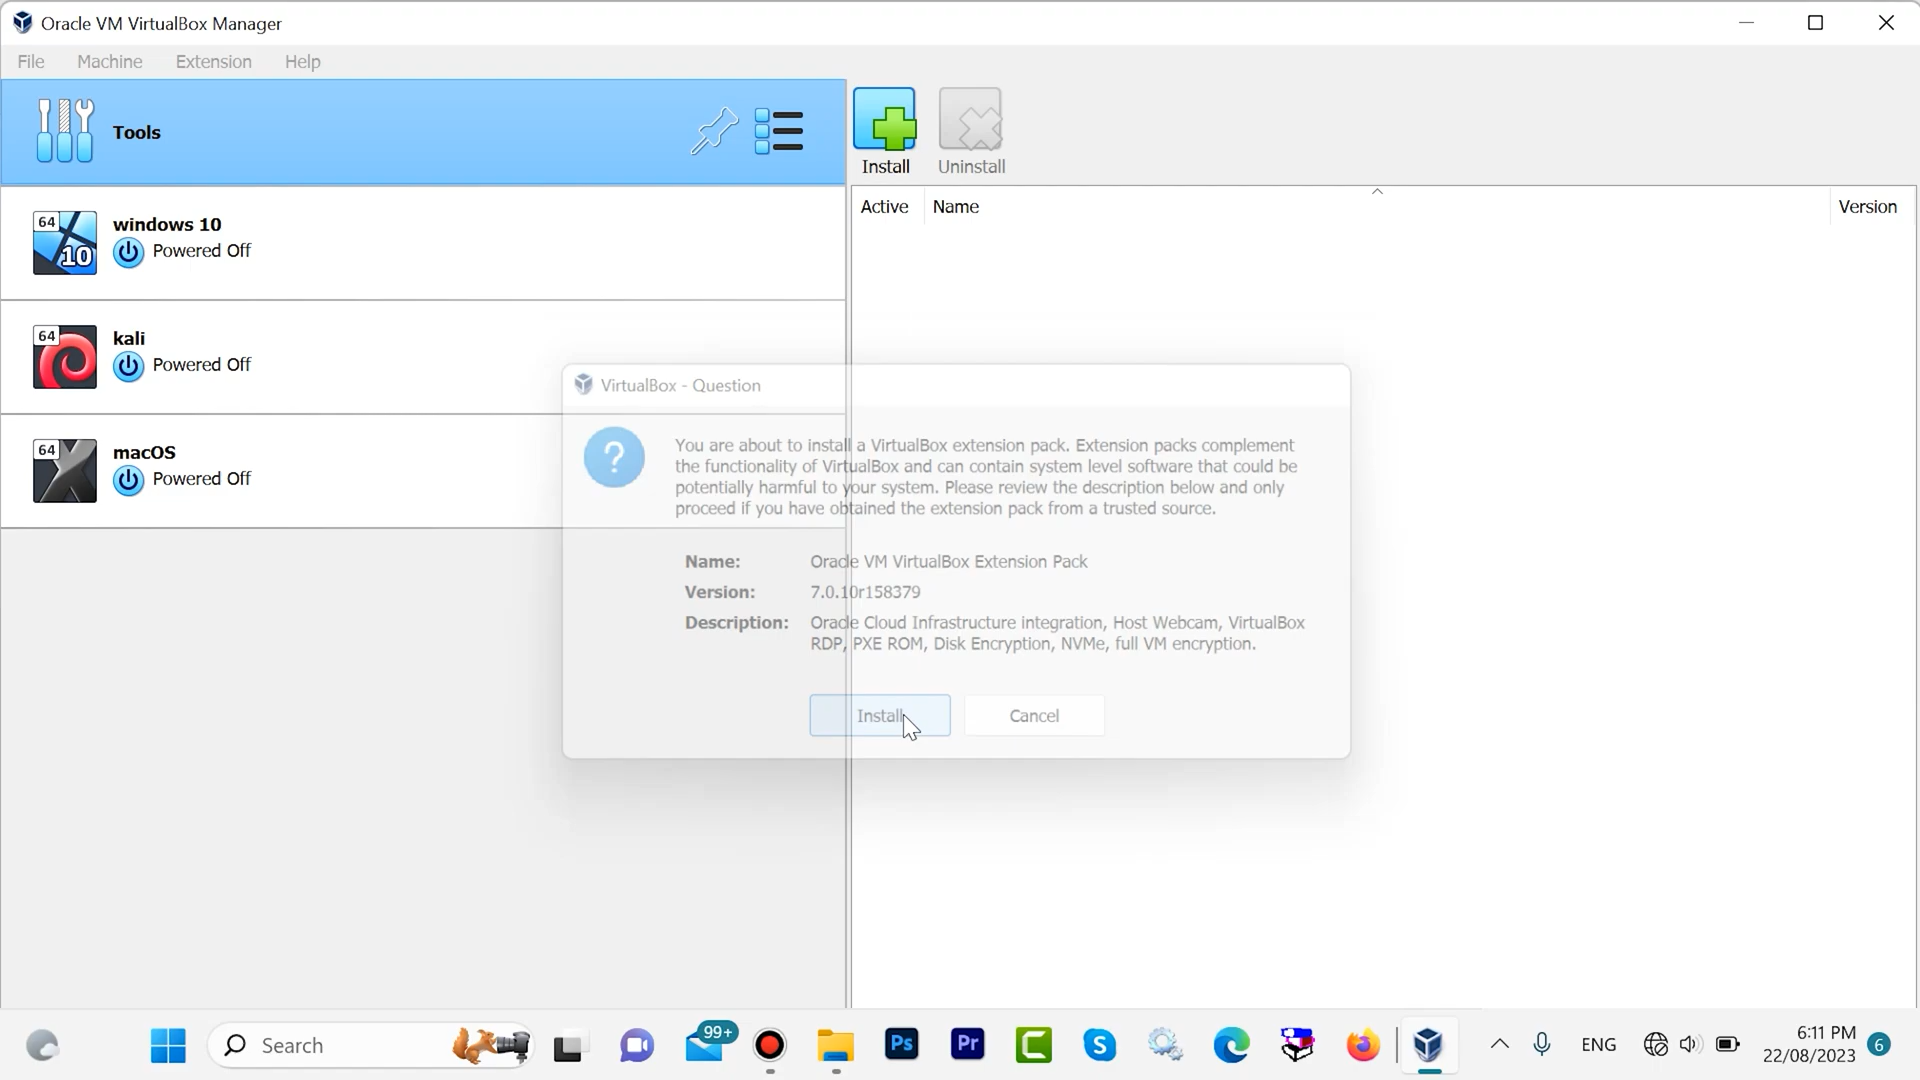 Oracle VM VirtualBox Manager
File Machine Extension Help
Tools
Install Uninstall
Active Name Version
64 windows 10
10 Powered Off
64 kali
Powered Off
64 macOS
Powered Off
VirtualBox - Question
You are about to install a VirtualBox extension pack. Extension packs complement
the functionality of VirtualBox and can contain system level software that could be
potentially harmful to your system. Please review the description below and only
proceed if you have obtained the extension pack from a trusted source.
Name: Oracle VM VirtualBox Extension Pack
Version: 7.0.10r158379
Description: Oracle Cloud Infrastructure integration, Host Webcam, VirtualBox
RDP, PXE ROM, Disk Encryption, NVMe, full VM encryption.
Install Cancel
Search 99+ Ps Pr ENG 6:11 PM 6
22/08/2023